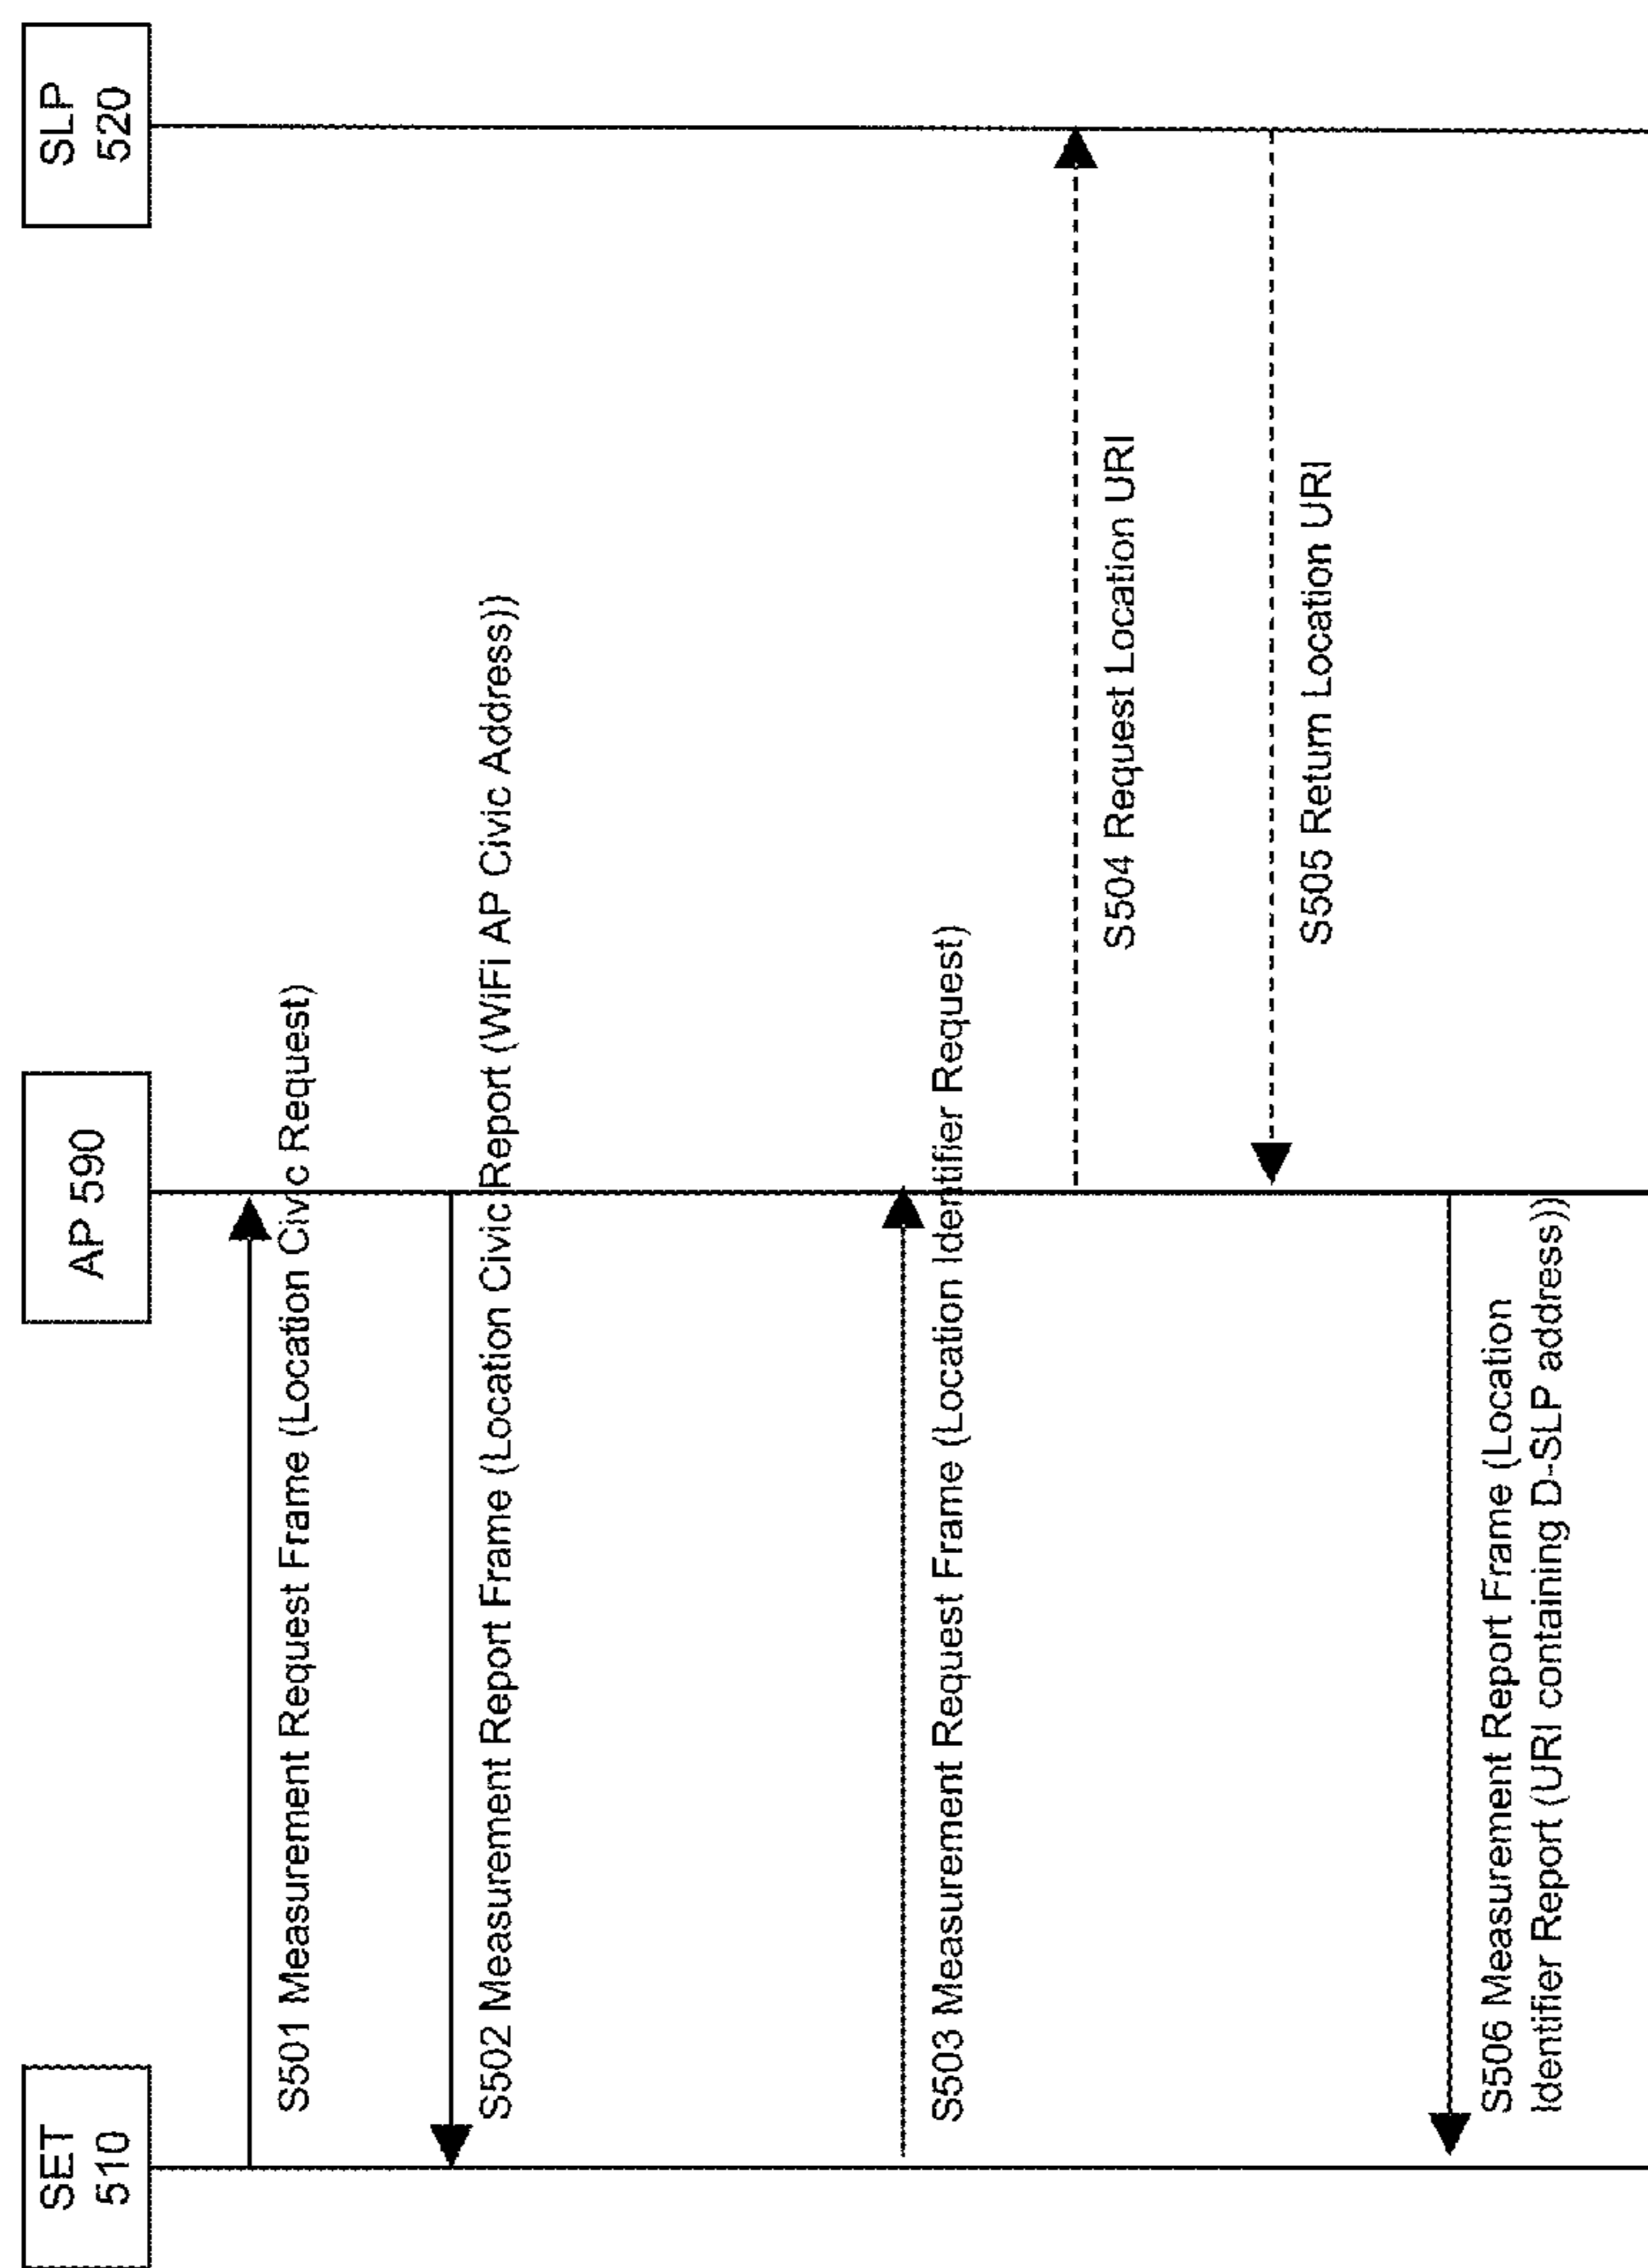 SET
510
AP 590
SLP
520
S501 Measurement Request Frame (Location Civic Request)
S502 Measurement Report Frame (Location Civic Report (WiFi AP Civic Address))
S503 Measurement Request Frame (Location Identifier Request)
S504 Request Location URI
S505 Return Location URI
S506 Measurement Report Frame (Location
Identifier Report (URI containing D-SLP address))